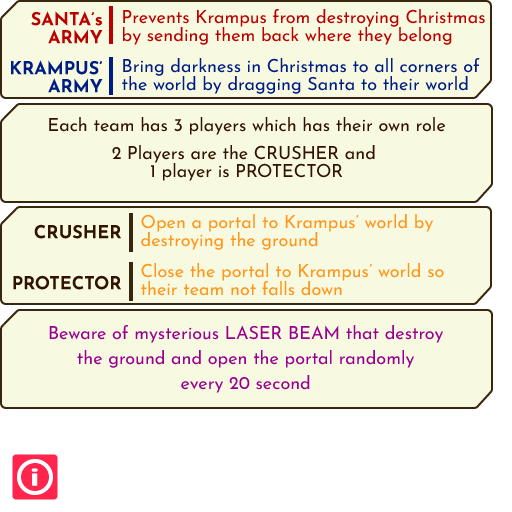 SANTA's
ARMY
Prevents Krampus from destroying Christmas
by sending them back where they belong
KRAMPUS'
ARMY
Bring darkness in Christmas to all corners of
the world by dragging Santa to their world
Each team has 3 players which has their own role
2 Players are the CRUSHER and
1 player is PROTECTOR
CRUSHER
Open a portal to Krampus' world by
destroying the ground
PROTECTOR
Close the portal to Krampus' world so
their team not falls down
Beware of mysterious LASER BEAM that destroy
the ground and open the portal randomly
every 20 second
i